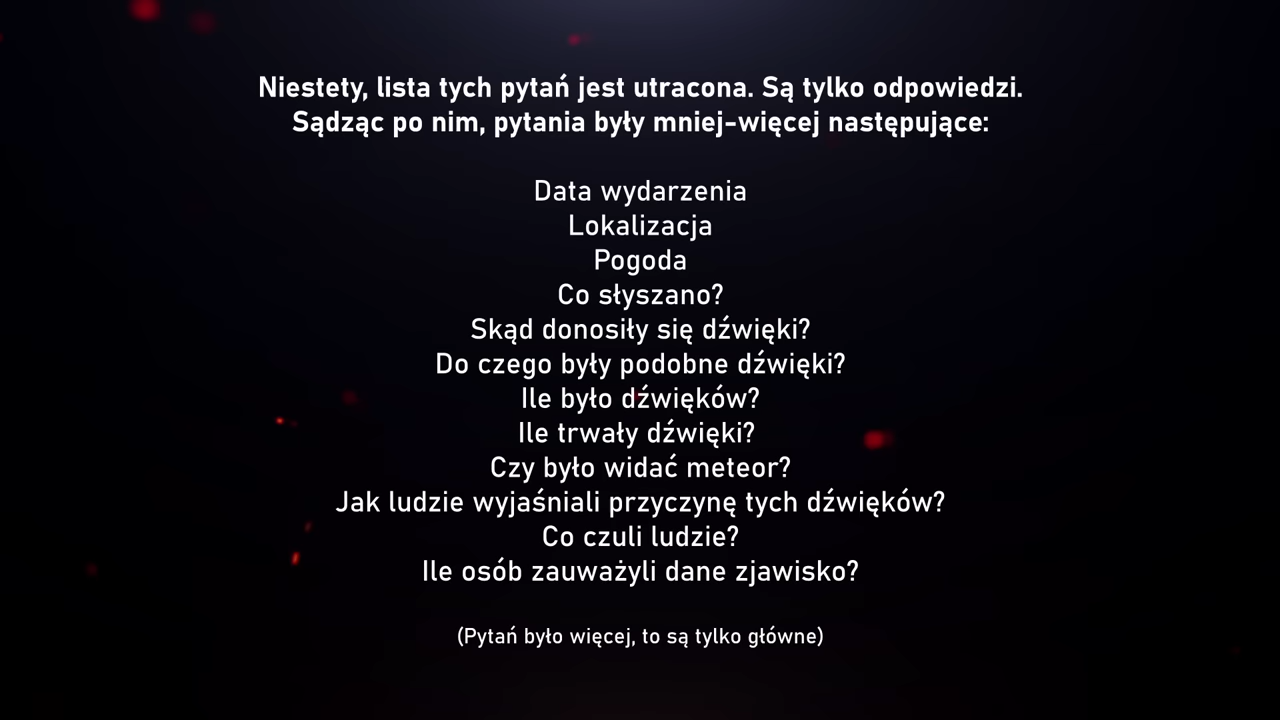 Niestety, lista tych pytań jest utracona. Są tylko odpowiedzi.
Sądząc po nim, pytania były mniej-więcej następujące:
Data wydarzenia
Lokalizacja
Pogoda
Co słyszano?
Skąd donosiły się dźwięki?
Do czego były podobne dźwięki?
Ile było dźwięków?
Ile trwały dźwięki?
Czy było widać meteor?
Jak ludzie wyjaśniali przyczynę tych dźwięków?
Co czuli ludzie?
Ile osób zauważyli dane zjawisko?
(Pytań było więcej, to są tylko główne)